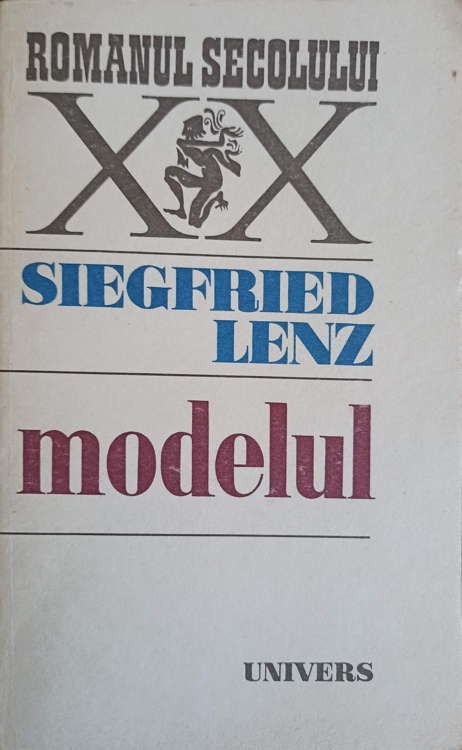 ROMANUL SECOLULUI
XX
SIEGFRIED
LENZ
modelul
UNIVERS